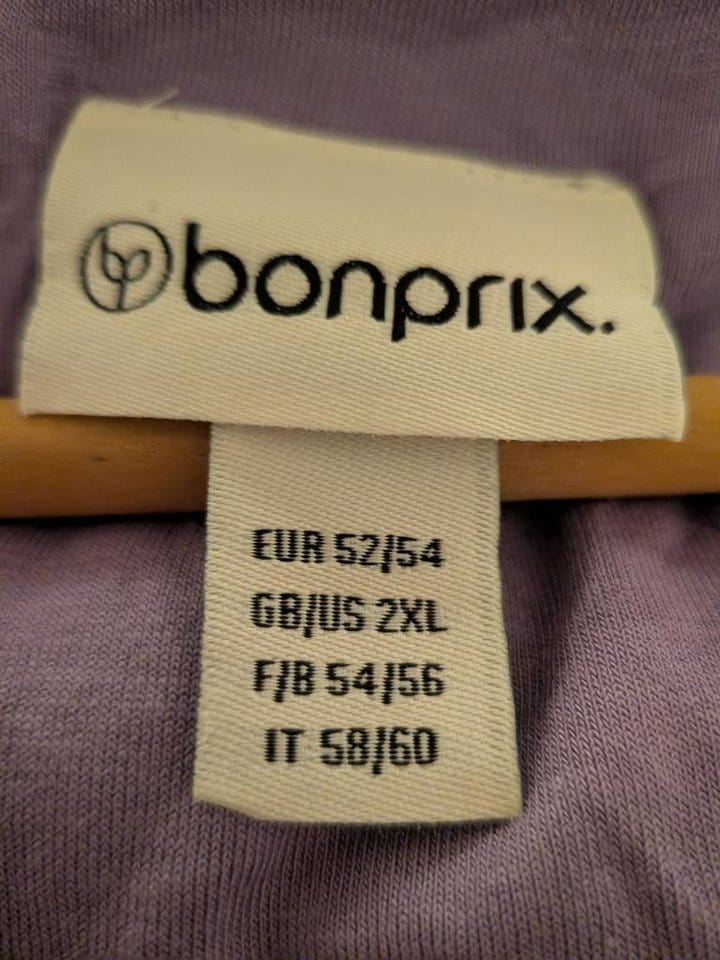 bonprix.
EUR 52/54
GB/US 2XL
F/B 54/56
IT 58/60